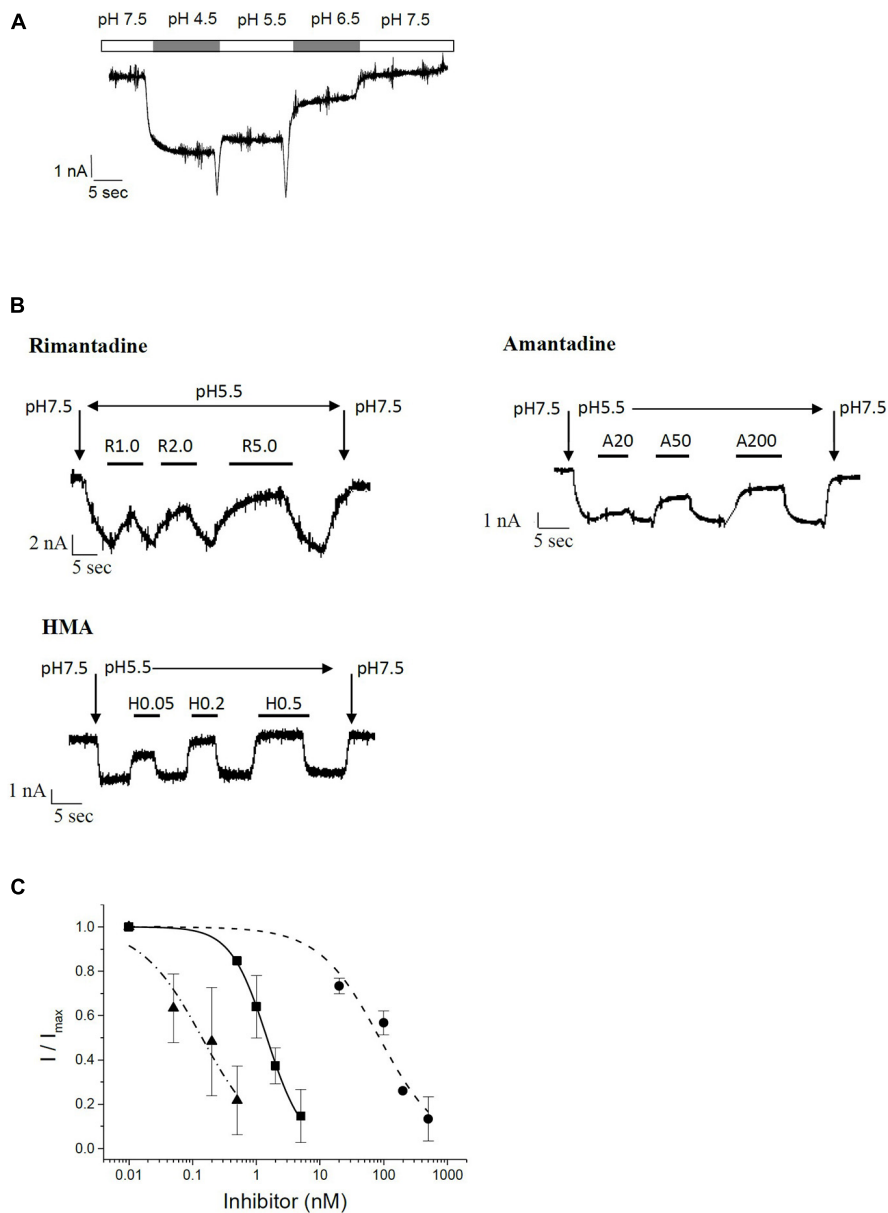 A
pH 7.5 pH 4.5 pH 5.5 pH 6.5 pH 7.5
1 nA
5 sec
B
Rimantadine
pH5.5
pH7.5 pH7.5
R1.0 R2.0 R5.0
2 nA
5 sec
Amantadine
pH7.5 pH5.5 pH7.5
A20 A50 A200
1 nA
5 sec
HMA
pH7.5 pH5.5 pH7.5
H0.05 H0.2 H0.5
1 nA
5 sec
C
I / Imax
1.0
0.8
0.6
0.4
0.2
0.0
0.01 0.1 1 10 100 1000
Inhibitor (nM)